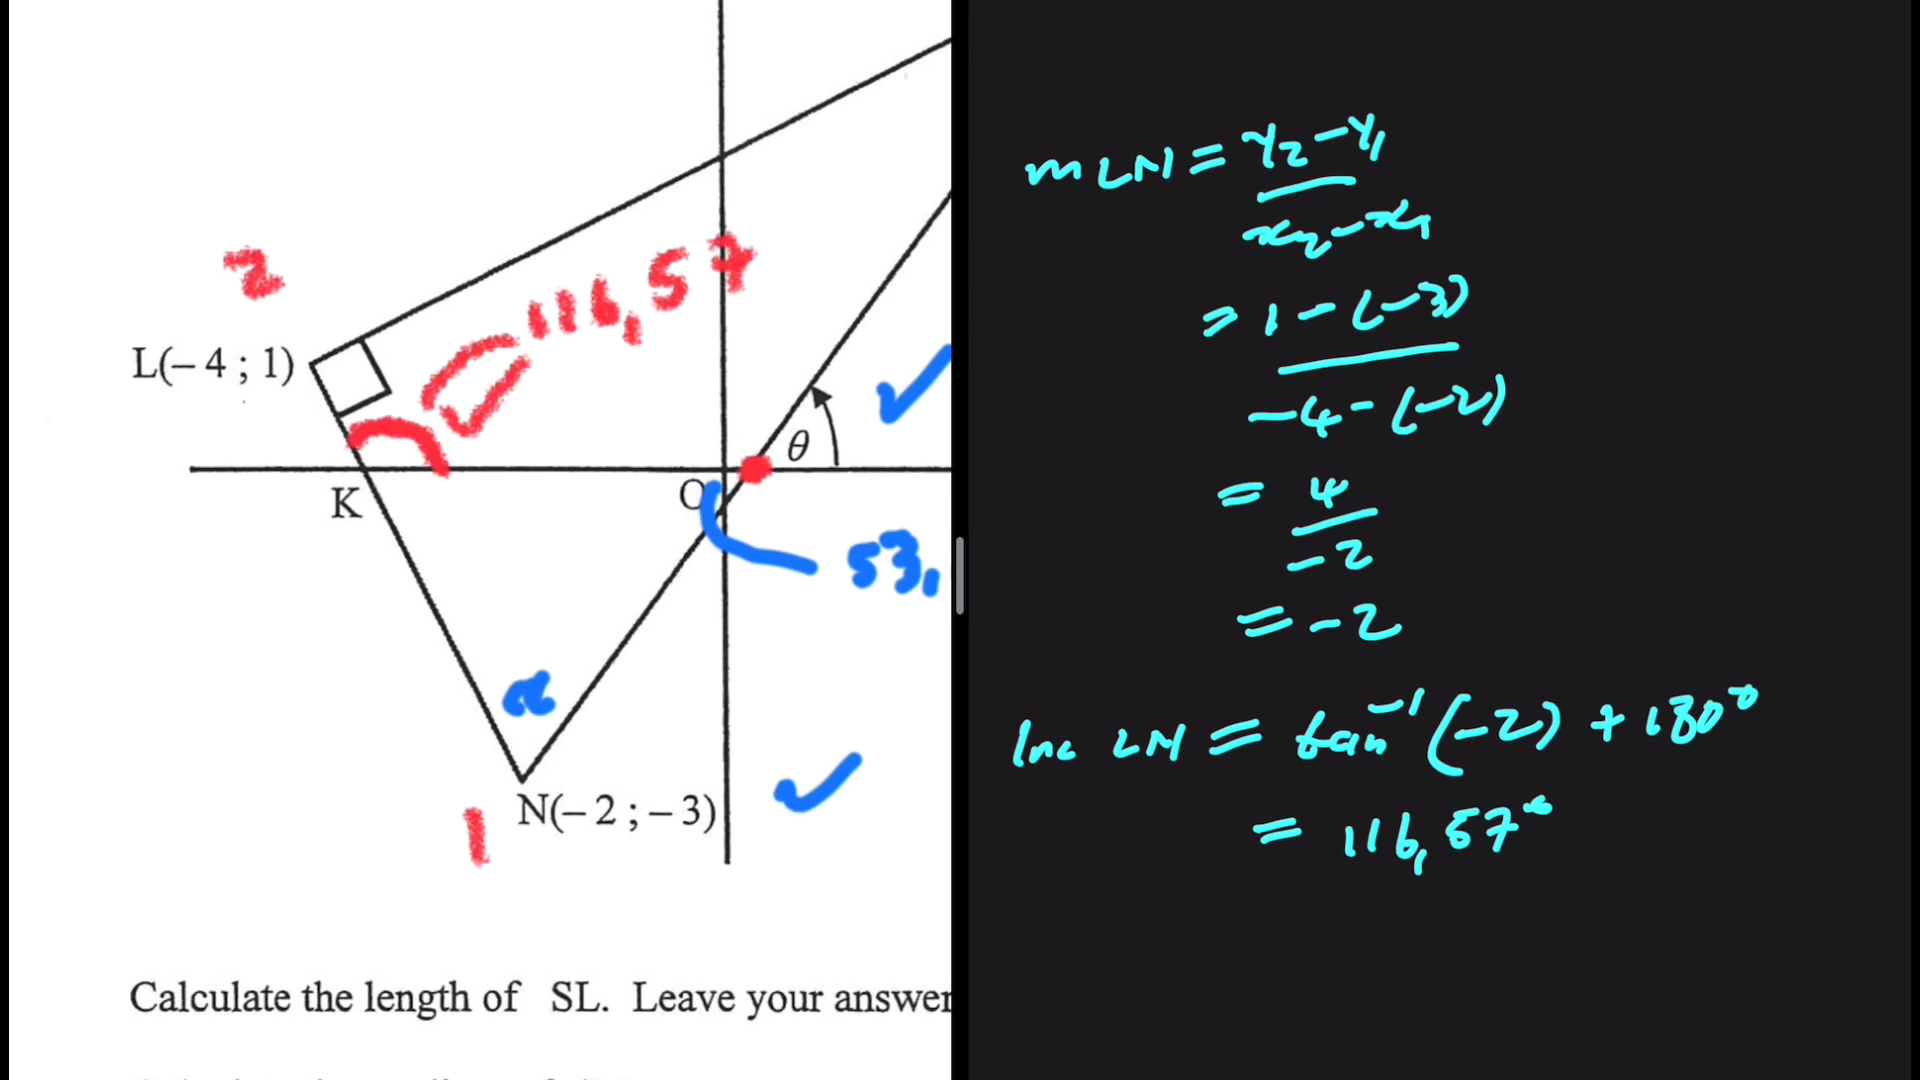 2
116,57
L(– 4 ; 1)
θ
K
O
53,
x
N(– 2 ; – 3)
1
Calculate the length of SL. Leave your answer
mLN = y₂ – y₁
x₂ – x₁
= 1 – (–3)
–4 – (–2)
= 4
–2
= –2
Inc LN = tan⁻¹ (–2) + 180°
= 116,57°